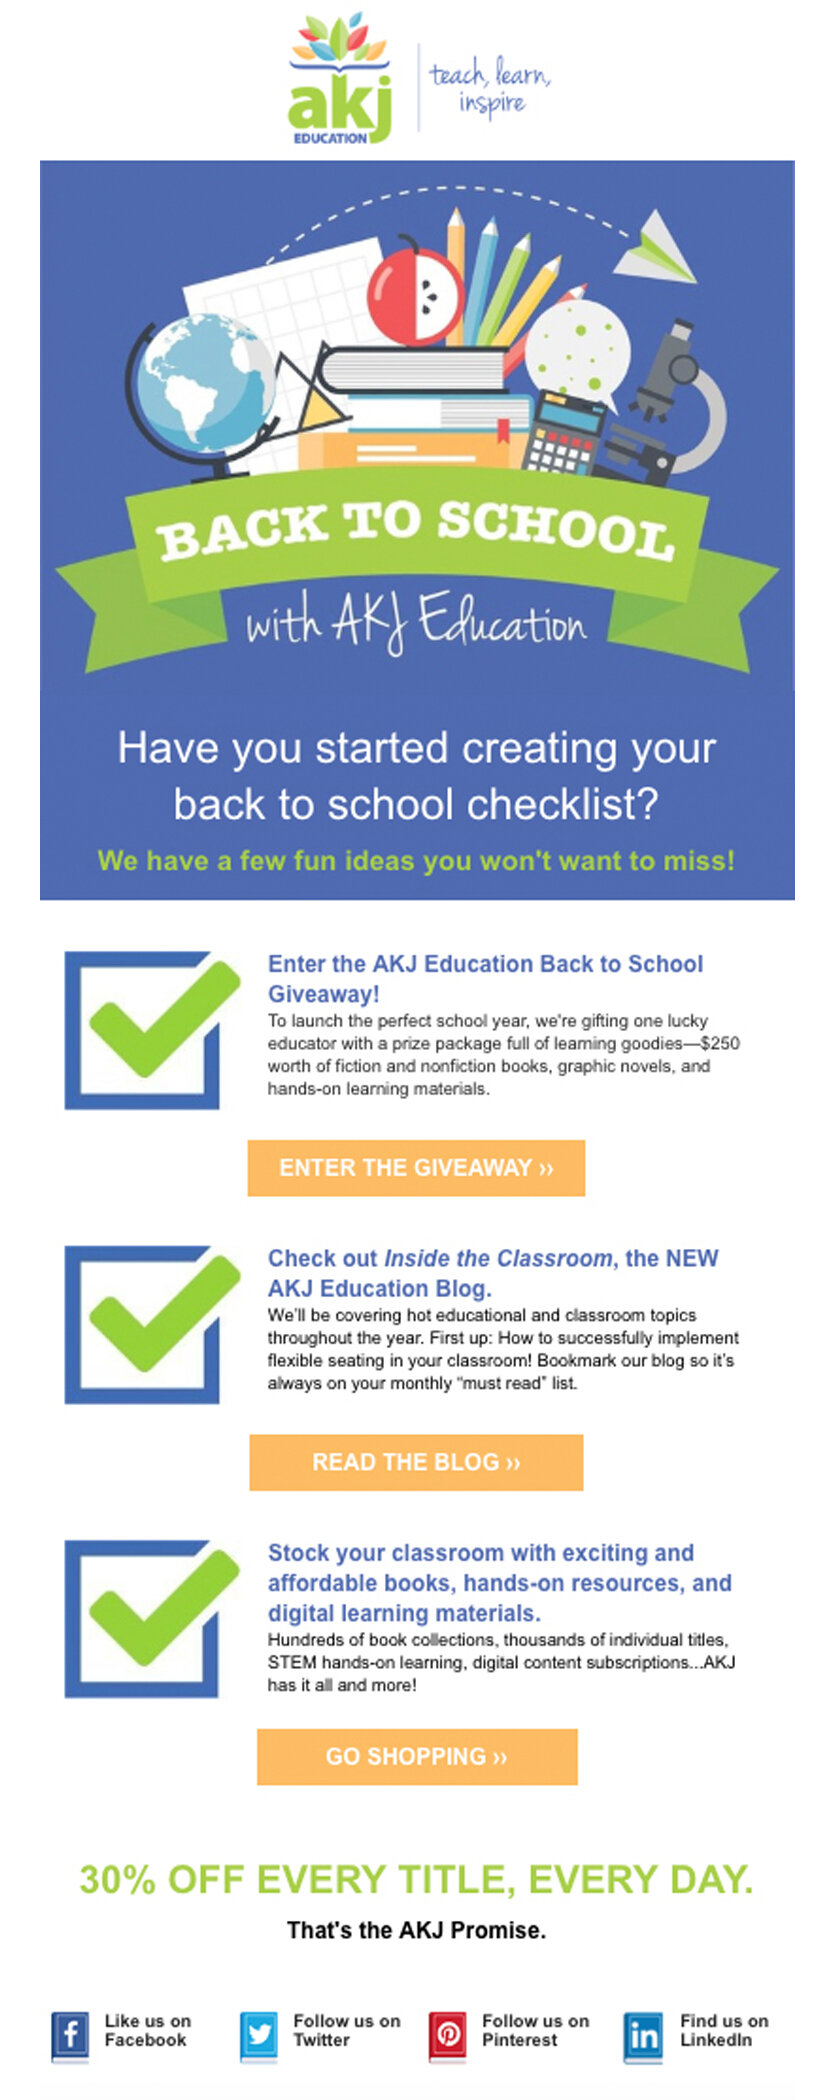 akj
EDUCATION
teach, learn,
inspire
BACK TO SCHOOL
with AKJ Education
Have you started creating your
back to school checklist?
We have a few fun ideas you won't want to miss!
Enter the AKJ Education Back to School
Giveaway!
To launch the perfect school year, we're gifting one lucky
educator with a prize package full of learning goodies—$250
worth of fiction and nonfiction books, graphic novels, and
hands-on learning materials.
ENTER THE GIVEAWAY ››
Check out Inside the Classroom, the NEW
AKJ Education Blog.
We'll be covering hot educational and classroom topics
throughout the year. First up: How to successfully implement
flexible seating in your classroom! Bookmark our blog so it's
always on your monthly "must read" list.
READ THE BLOG ››
Stock your classroom with exciting and
affordable books, hands-on resources, and
digital learning materials.
Hundreds of book collections, thousands of individual titles,
STEM hands-on learning, digital content subscriptions...AKJ
has it all and more!
GO SHOPPING ››
30% OFF EVERY TITLE, EVERY DAY.
That's the AKJ Promise.
Like us on
Facebook
Follow us on
Twitter
Follow us on
Pinterest
Find us on
LinkedIn